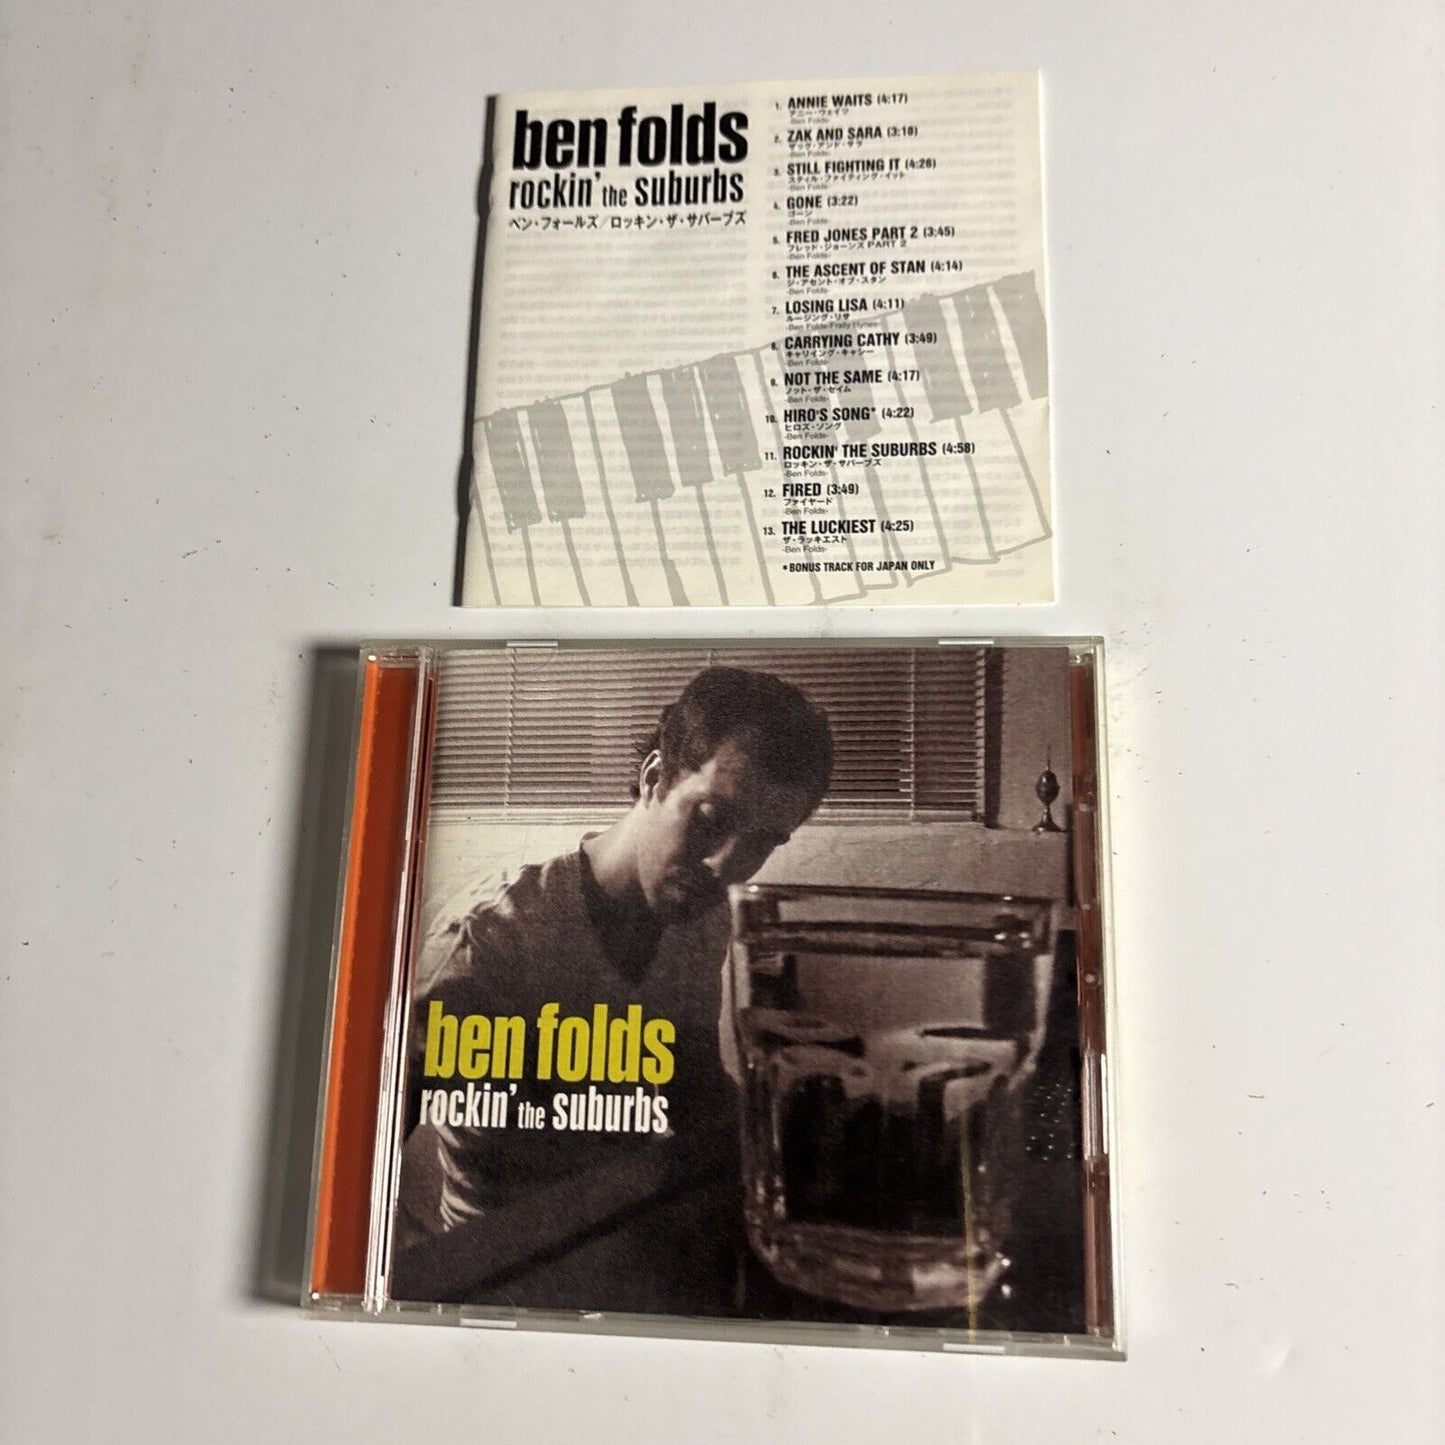 ben folds
rockin' the suburbs
ベン・フォールズ/ロッキン・ザ・サバーブズ
1. ANNIE WAITS (4:17)
アニー・ウェイツ
-Ben Folds-
2. ZAK AND SARA (3:18)
ザック・アンド・サラ
-Ben Folds-
3. STILL FIGHTING IT (4:26)
スティル・ファイティング・イット
-Ben Folds-
4. GONE (3:22)
ゴーン
-Ben Folds-
5. FRED JONES PART 2 (3:45)
フレッド・ジョーンズ PART 2
-Ben Folds-
6. THE ASCENT OF STAN (4:14)
ジ・アセント・オブ・スタン
-Ben Folds-
7. LOSING LISA (4:11)
ルージング・リサ
-Ben Folds-Frally Hynes-
8. CARRYING CATHY (3:49)
キャリイング・キャシー
-Ben Folds-
9. NOT THE SAME (4:17)
ノット・ザ・セイム
-Ben Folds-
10. HIRO'S SONG* (4:22)
ヒロズ・ソング
-Ben Folds-
11. ROCKIN' THE SUBURBS (4:58)
ロッキン・ザ・サバーブズ
-Ben Folds-
12. FIRED (3:49)
ファイヤード
-Ben Folds-
13. THE LUCKIEST (4:25)
ザ・ラッキエスト
-Ben Folds-
*BONUS TRACK FOR JAPAN ONLY
ben folds
rockin' the suburbs